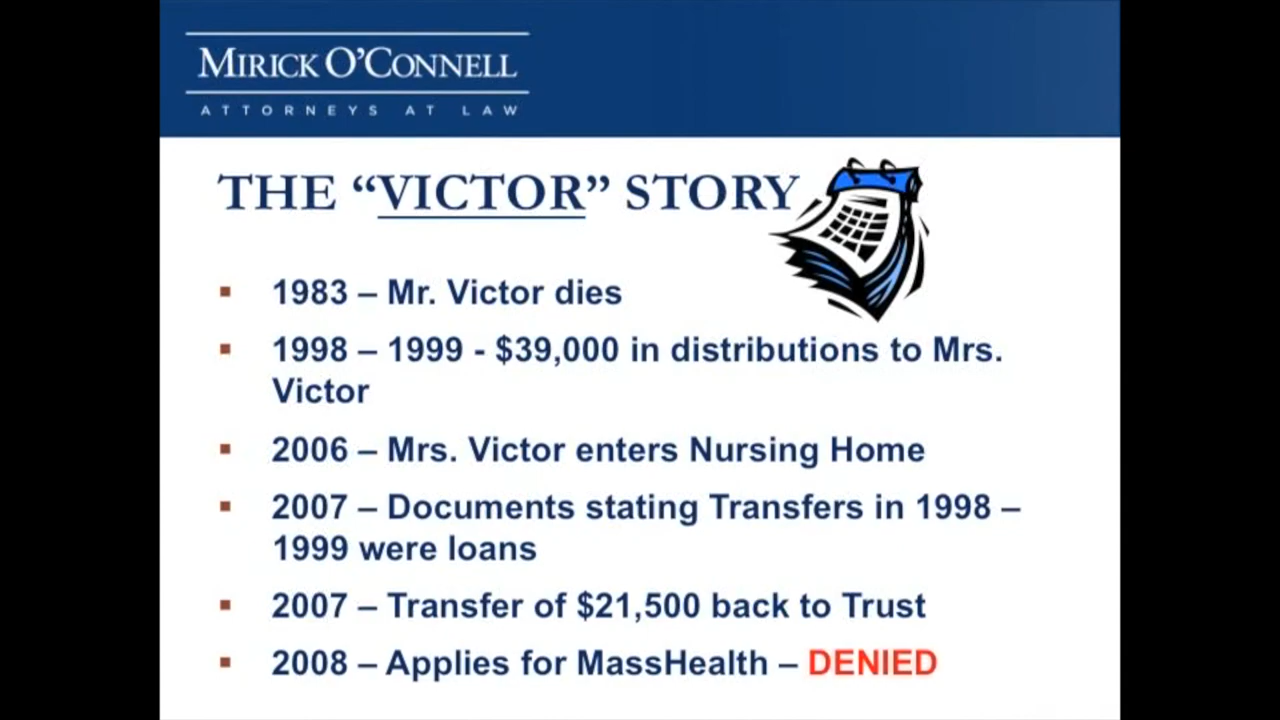 MIRICK O'CONNELL
ATTORNEYS AT LAW
THE “VICTOR” STORY
▪ 1983 – Mr. Victor dies
▪ 1998 – 1999 - $39,000 in distributions to Mrs.
Victor
▪ 2006 – Mrs. Victor enters Nursing Home
▪ 2007 – Documents stating Transfers in 1998 –
1999 were loans
▪ 2007 – Transfer of $21,500 back to Trust
▪ 2008 – Applies for MassHealth – DENIED